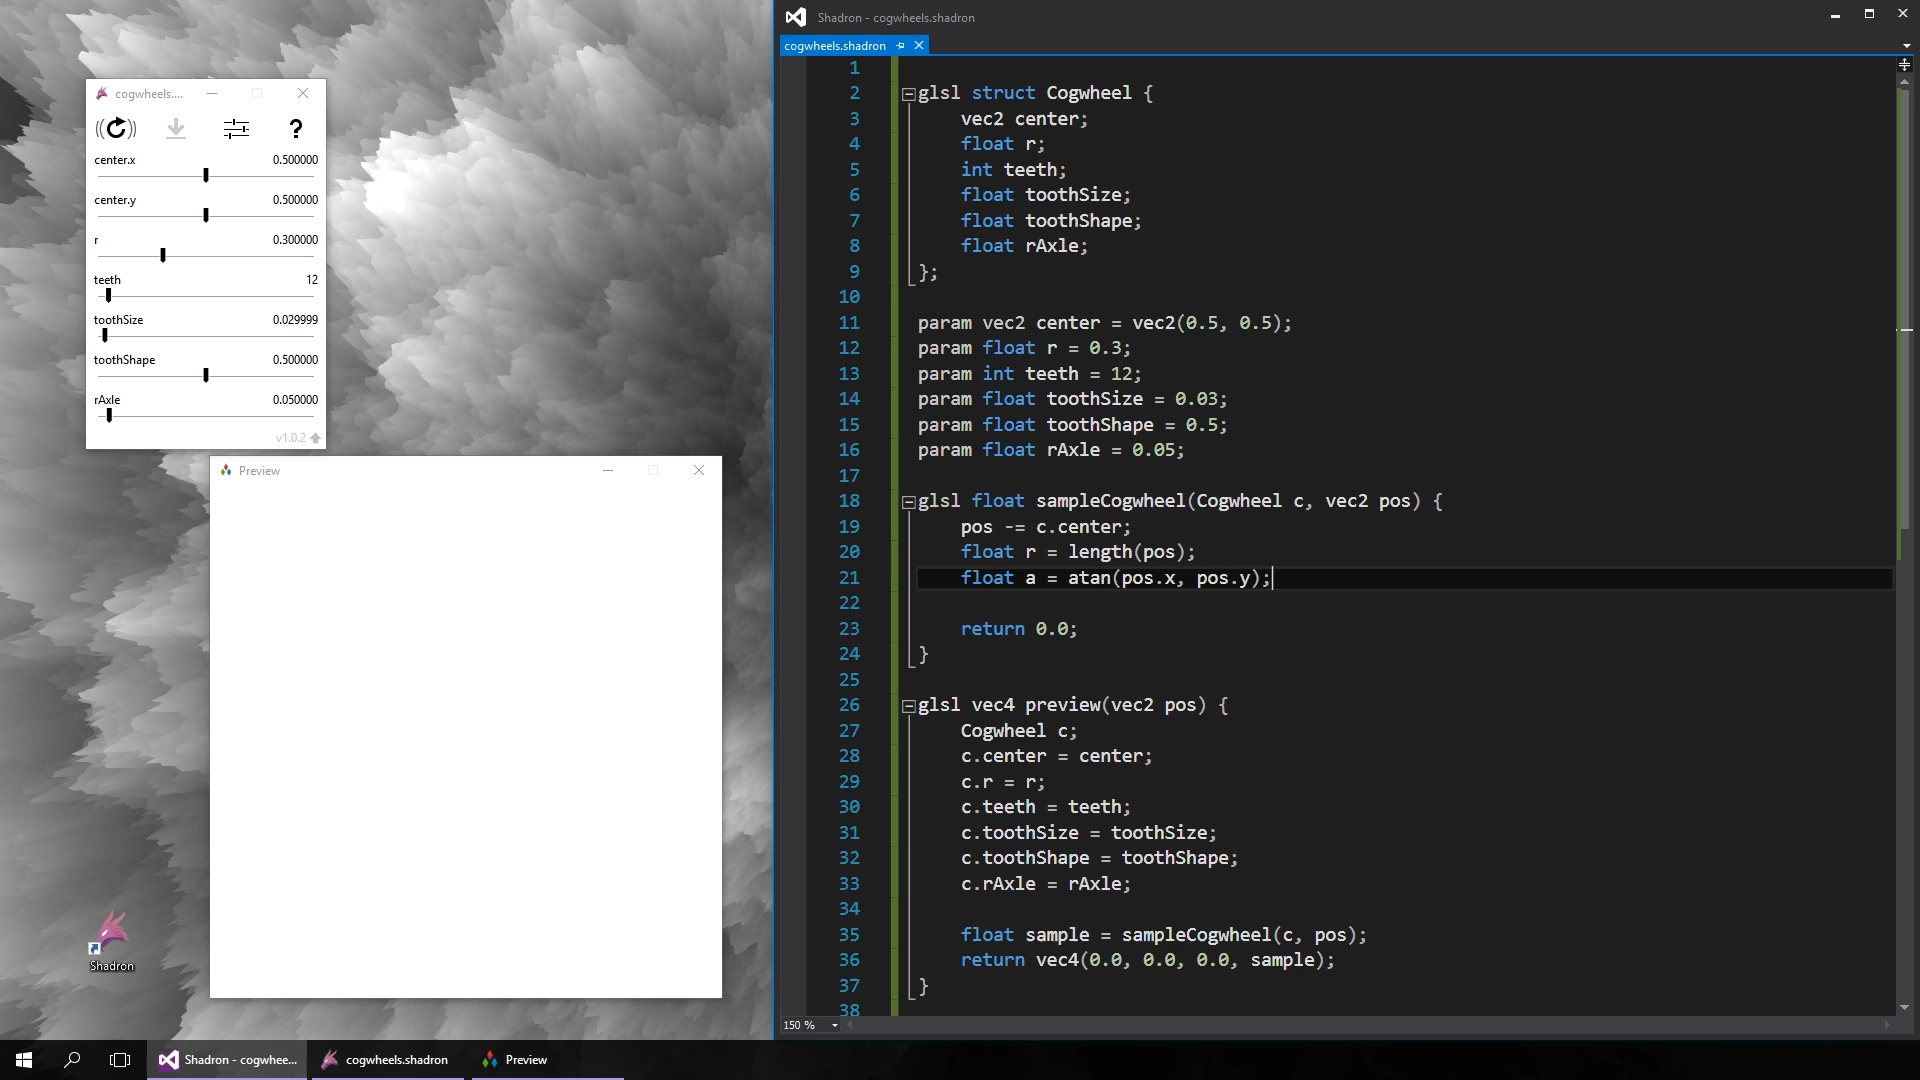 cogwheels....
?
center.x 0.500000
center.y 0.500000
r 0.300000
teeth 12
toothSize 0.029999
toothShape 0.500000
rAxle 0.050000
v1.0.2
Preview
Shadron
Shadron - cogwheels.shadron
cogwheels.shadron
1
2 glsl struct Cogwheel {
3 vec2 center;
4 float r;
5 int teeth;
6 float toothSize;
7 float toothShape;
8 float rAxle;
9 };
10
11 param vec2 center = vec2(0.5, 0.5);
12 param float r = 0.3;
13 param int teeth = 12;
14 param float toothSize = 0.03;
15 param float toothShape = 0.5;
16 param float rAxle = 0.05;
17
18 glsl float sampleCogwheel(Cogwheel c, vec2 pos) {
19 pos -= c.center;
20 float r = length(pos);
21 float a = atan(pos.x, pos.y);
22
23 return 0.0;
24 }
25
26 glsl vec4 preview(vec2 pos) {
27 Cogwheel c;
28 c.center = center;
29 c.r = r;
30 c.teeth = teeth;
31 c.toothSize = toothSize;
32 c.toothShape = toothShape;
33 c.rAxle = rAxle;
34
35 float sample = sampleCogwheel(c, pos);
36 return vec4(0.0, 0.0, 0.0, sample);
37 }
38
150 %
Shadron - cogwhee...
cogwheels.shadron
Preview